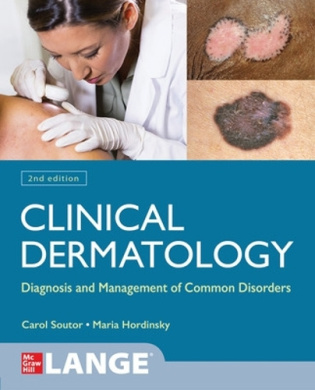 2nd edition
CLINICAL
DERMATOLOGY
Diagnosis and Management of Common Disorders
Carol Soutor • Maria Hordinsky
Mc
Graw
Hill
LANGE®